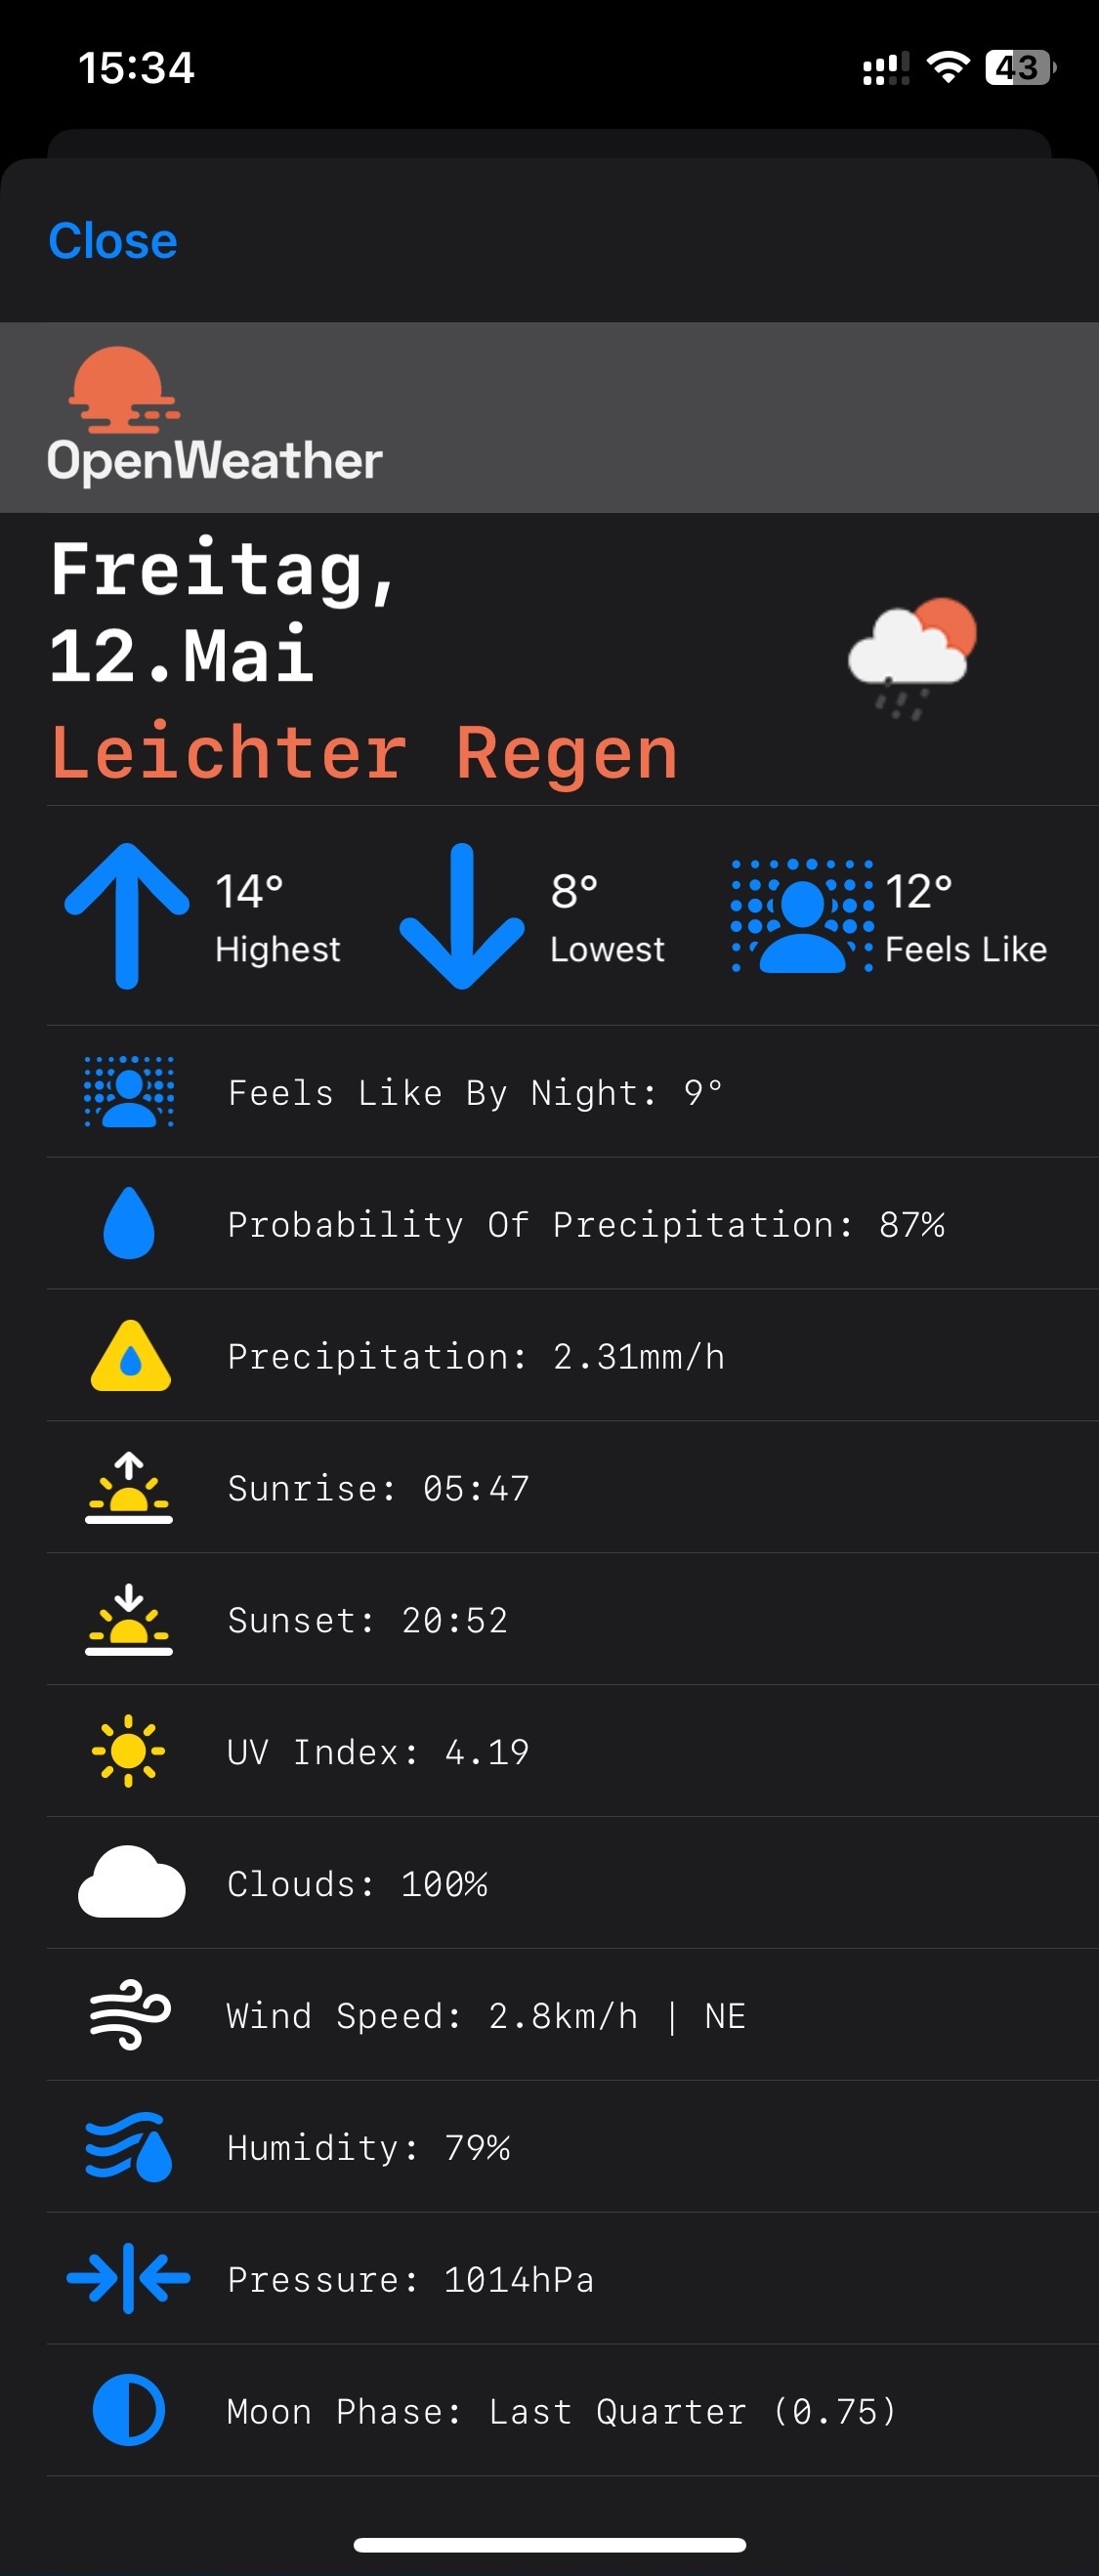 15:34
43
Close
OpenWeather
Freitag,
12.Mai
Leichter Regen
14°
Highest
8°
Lowest
12°
Feels Like
Feels Like By Night: 9°
Probability Of Precipitation: 87%
Precipitation: 2.31mm/h
Sunrise: 05:47
Sunset: 20:52
UV Index: 4.19
Clouds: 100%
Wind Speed: 2.8km/h | NE
Humidity: 79%
Pressure: 1014hPa
Moon Phase: Last Quarter (0.75)